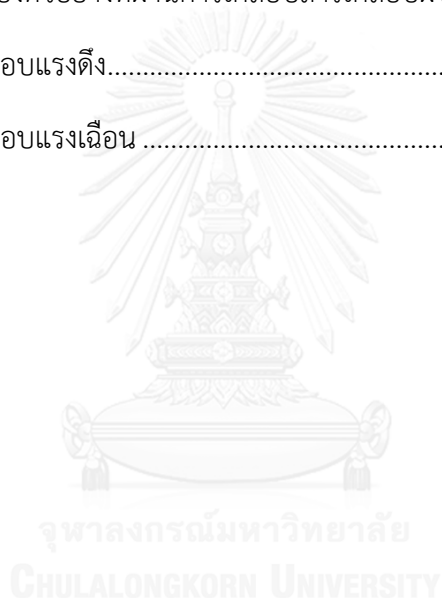 อบแรงดึง..................................................
อบแรงเฉือน .............................................
จุฬาลงกรณ์มหาวิทยาลัย
CHULALONGKORN UNIVERSITY